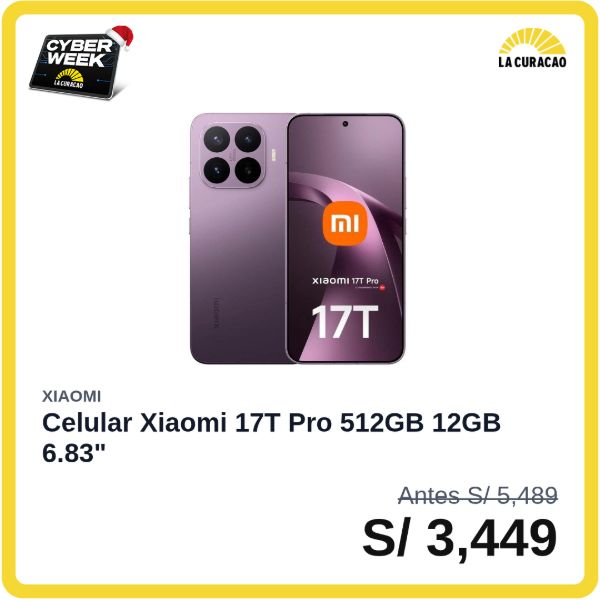 CYBER
WEEK
LA CURACAO
LA CURACAO
XIAOMI
mi
xiaomi 17T Pro
17T
XIAOMI
Celular Xiaomi 17T Pro 512GB 12GB
6.83"
Antes S/ 5,489
S/ 3,449